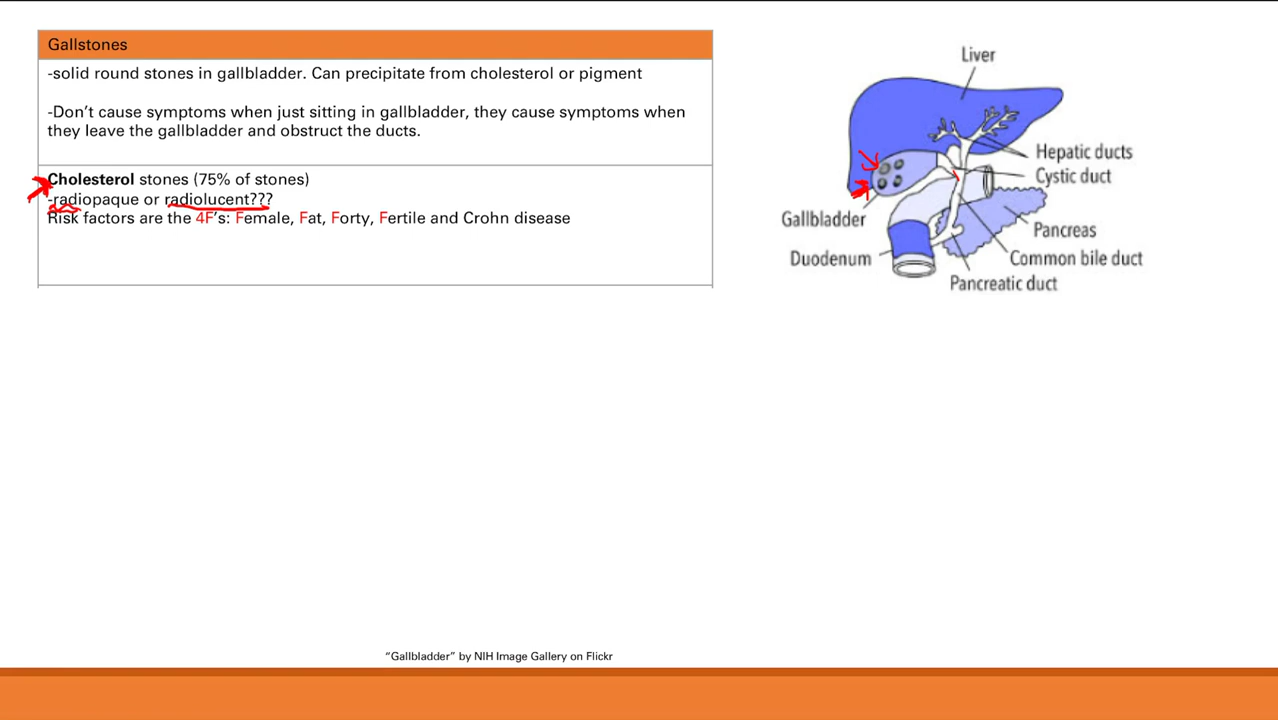 Gallstones
-solid round stones in gallbladder. Can precipitate from cholesterol or pigment
-Don't cause symptoms when just sitting in gallbladder, they cause symptoms when
they leave the gallbladder and obstruct the ducts.
Cholesterol stones (75% of stones)
-radiopaque or radiolucent???
Risk factors are the 4F's: Female, Fat, Forty, Fertile and Crohn disease
Liver
Hepatic ducts
Cystic duct
Gallbladder
Pancreas
Duodenum
Common bile duct
Pancreatic duct
“Gallbladder” by NIH Image Gallery on Flickr